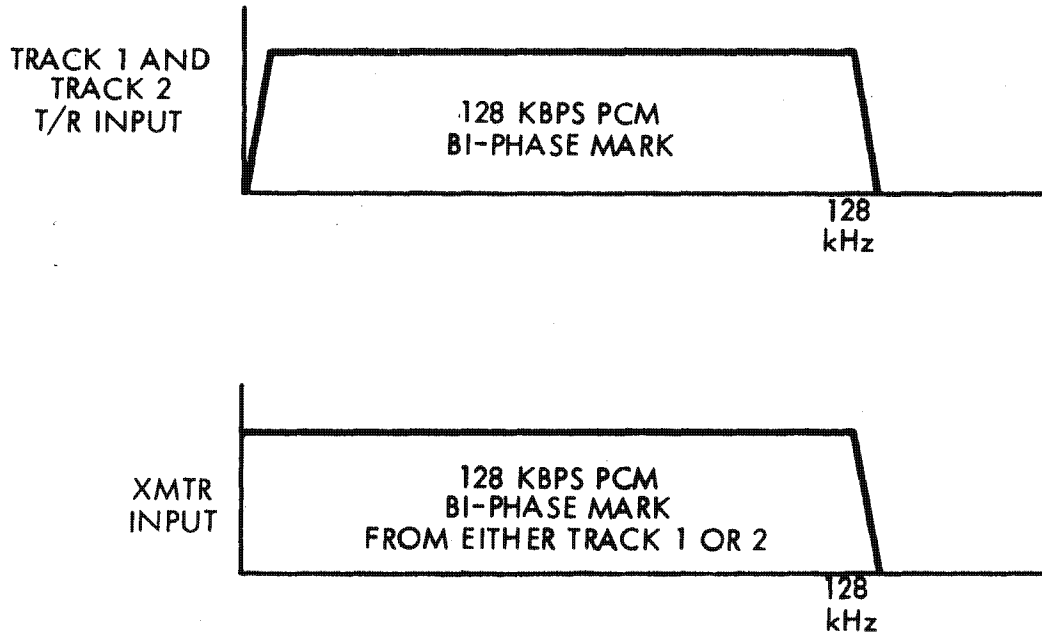 TRACK 1 AND
TRACK 2
T/R INPUT
128 KBPS PCM
BI-PHASE MARK
128
kHz
XMTR
INPUT
128 KBPS PCM
BI-PHASE MARK
FROM EITHER TRACK 1 OR 2
128
kHz